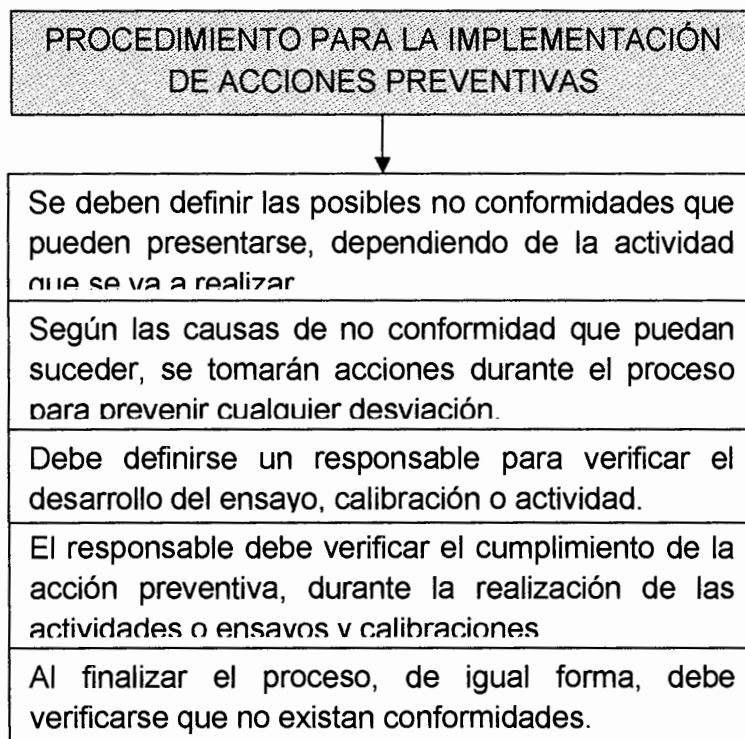 PROCEDIMIENTO PARA LA IMPLEMENTACIÓN
DE ACCIONES PREVENTIVAS
Se deben definir las posibles no conformidades que
pueden presentarse, dependiendo de la actividad
que se va a realizar
Según las causas de no conformidad que puedan
suceder, se tomarán acciones durante el proceso
para prevenir cualquier desviación.
Debe definirse un responsable para verificar el
desarrollo del ensayo, calibración o actividad.
El responsable debe verificar el cumplimiento de la
acción preventiva, durante la realización de las
actividades o ensayos y calibraciones
Al finalizar el proceso, de igual forma, debe
verificarse que no existan conformidades.